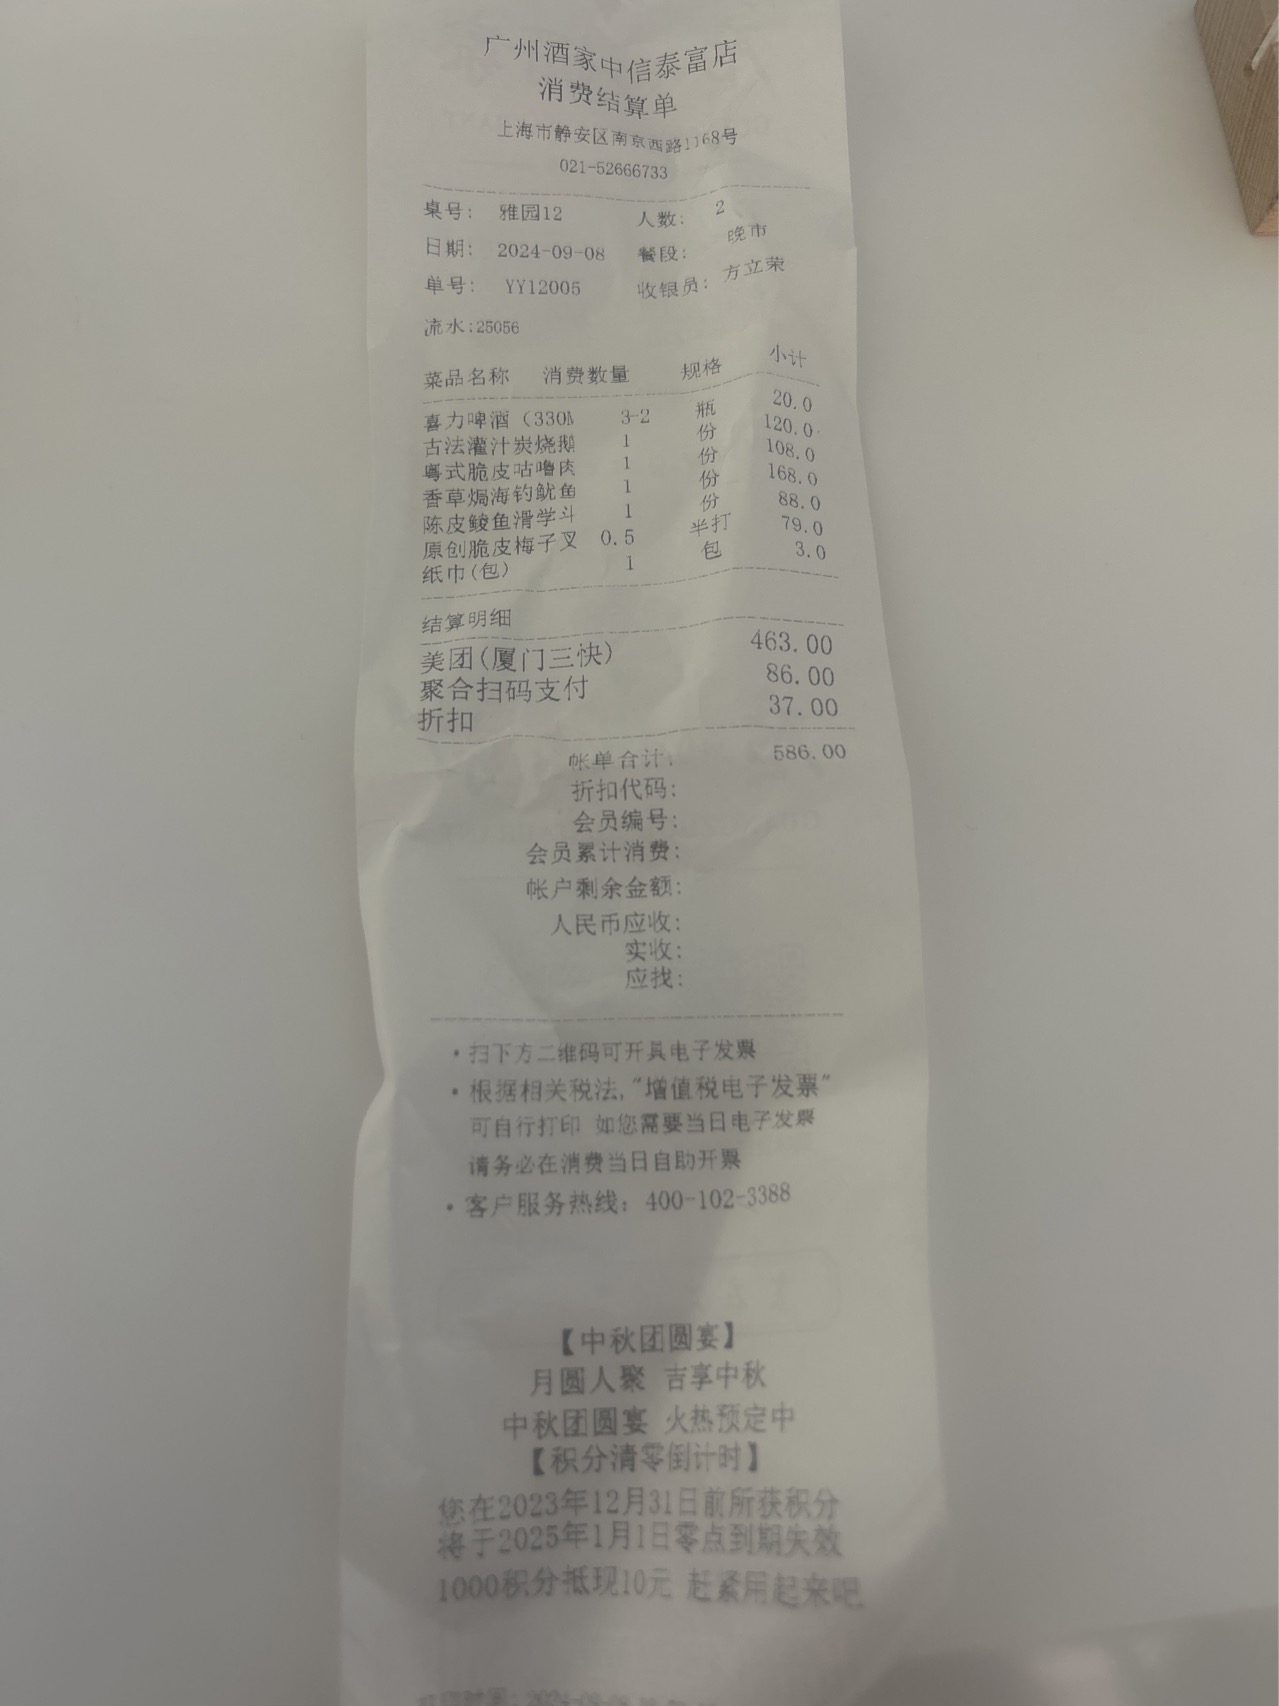 广州酒家中信泰富店
消费结算单
上海市静安区南京西路1168号
021-52666733
桌号: 雅园12 人数: 2
日期: 2024-09-08 餐段: 晚市
单号: YY12005 收银员: 方立荣
流水:25056
菜品名称 消费数量 规格 小计
喜力啤酒（330M 3-2 瓶 20.0
古法灌汁炭烧鹅 1 份 120.0
粤式脆皮咕噜肉 1 份 108.0
香草焗海钓鱿鱼 1 份 168.0
陈皮鲮鱼滑学斗 1 份 88.0
原创脆皮梅子叉 0.5 半打 79.0
纸巾(包) 1 包 3.0
结算明细
美团(厦门三快) 463.00
聚合扫码支付 86.00
折扣 37.00
帐单合计: 586.00
折扣代码:
会员编号:
会员累计消费:
帐户剩余金额:
人民币应收:
实收:
应找:
·扫下方二维码可开具电子发票
·根据相关税法,“增值税电子发票”
可自行打印 如您需要当日电子发票
请务必在消费当日自助开票
·客户服务热线: 400-102-3388
【中秋团圆宴】
月圆人聚 吉享中秋
中秋团圆宴 火热预定中
【积分清零倒计时】
您在2023年12月31日前所获积分
将于2025年1月1日零点到期失效
1000积分抵现10元 赶紧用起来吧